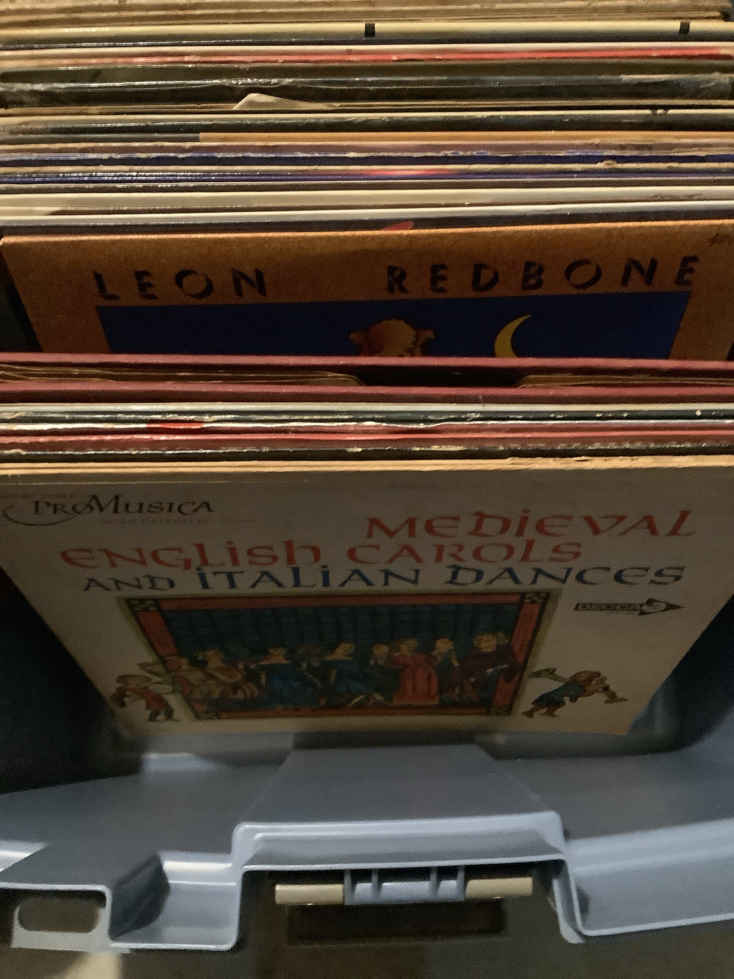 LEON REDBONE
PROMUSICA
MEDIEVAL
ENGLISH CAROLS
AND ITALIAN DANCES
DECCA